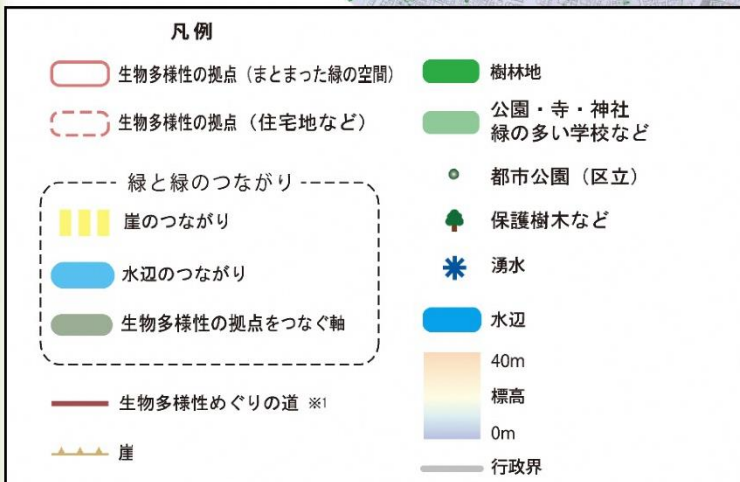 凡例
生物多様性の拠点（まとまった緑の空間）
生物多様性の拠点（住宅地など）
緑と緑のつながり
崖のつながり
水辺のつながり
生物多様性の拠点をつなぐ軸
生物多様性めぐりの道 ※1
崖
樹林地
公園・寺・神社
緑の多い学校など
都市公園（区立）
保護樹木など
湧水
水辺
40m
標高
0m
行政界